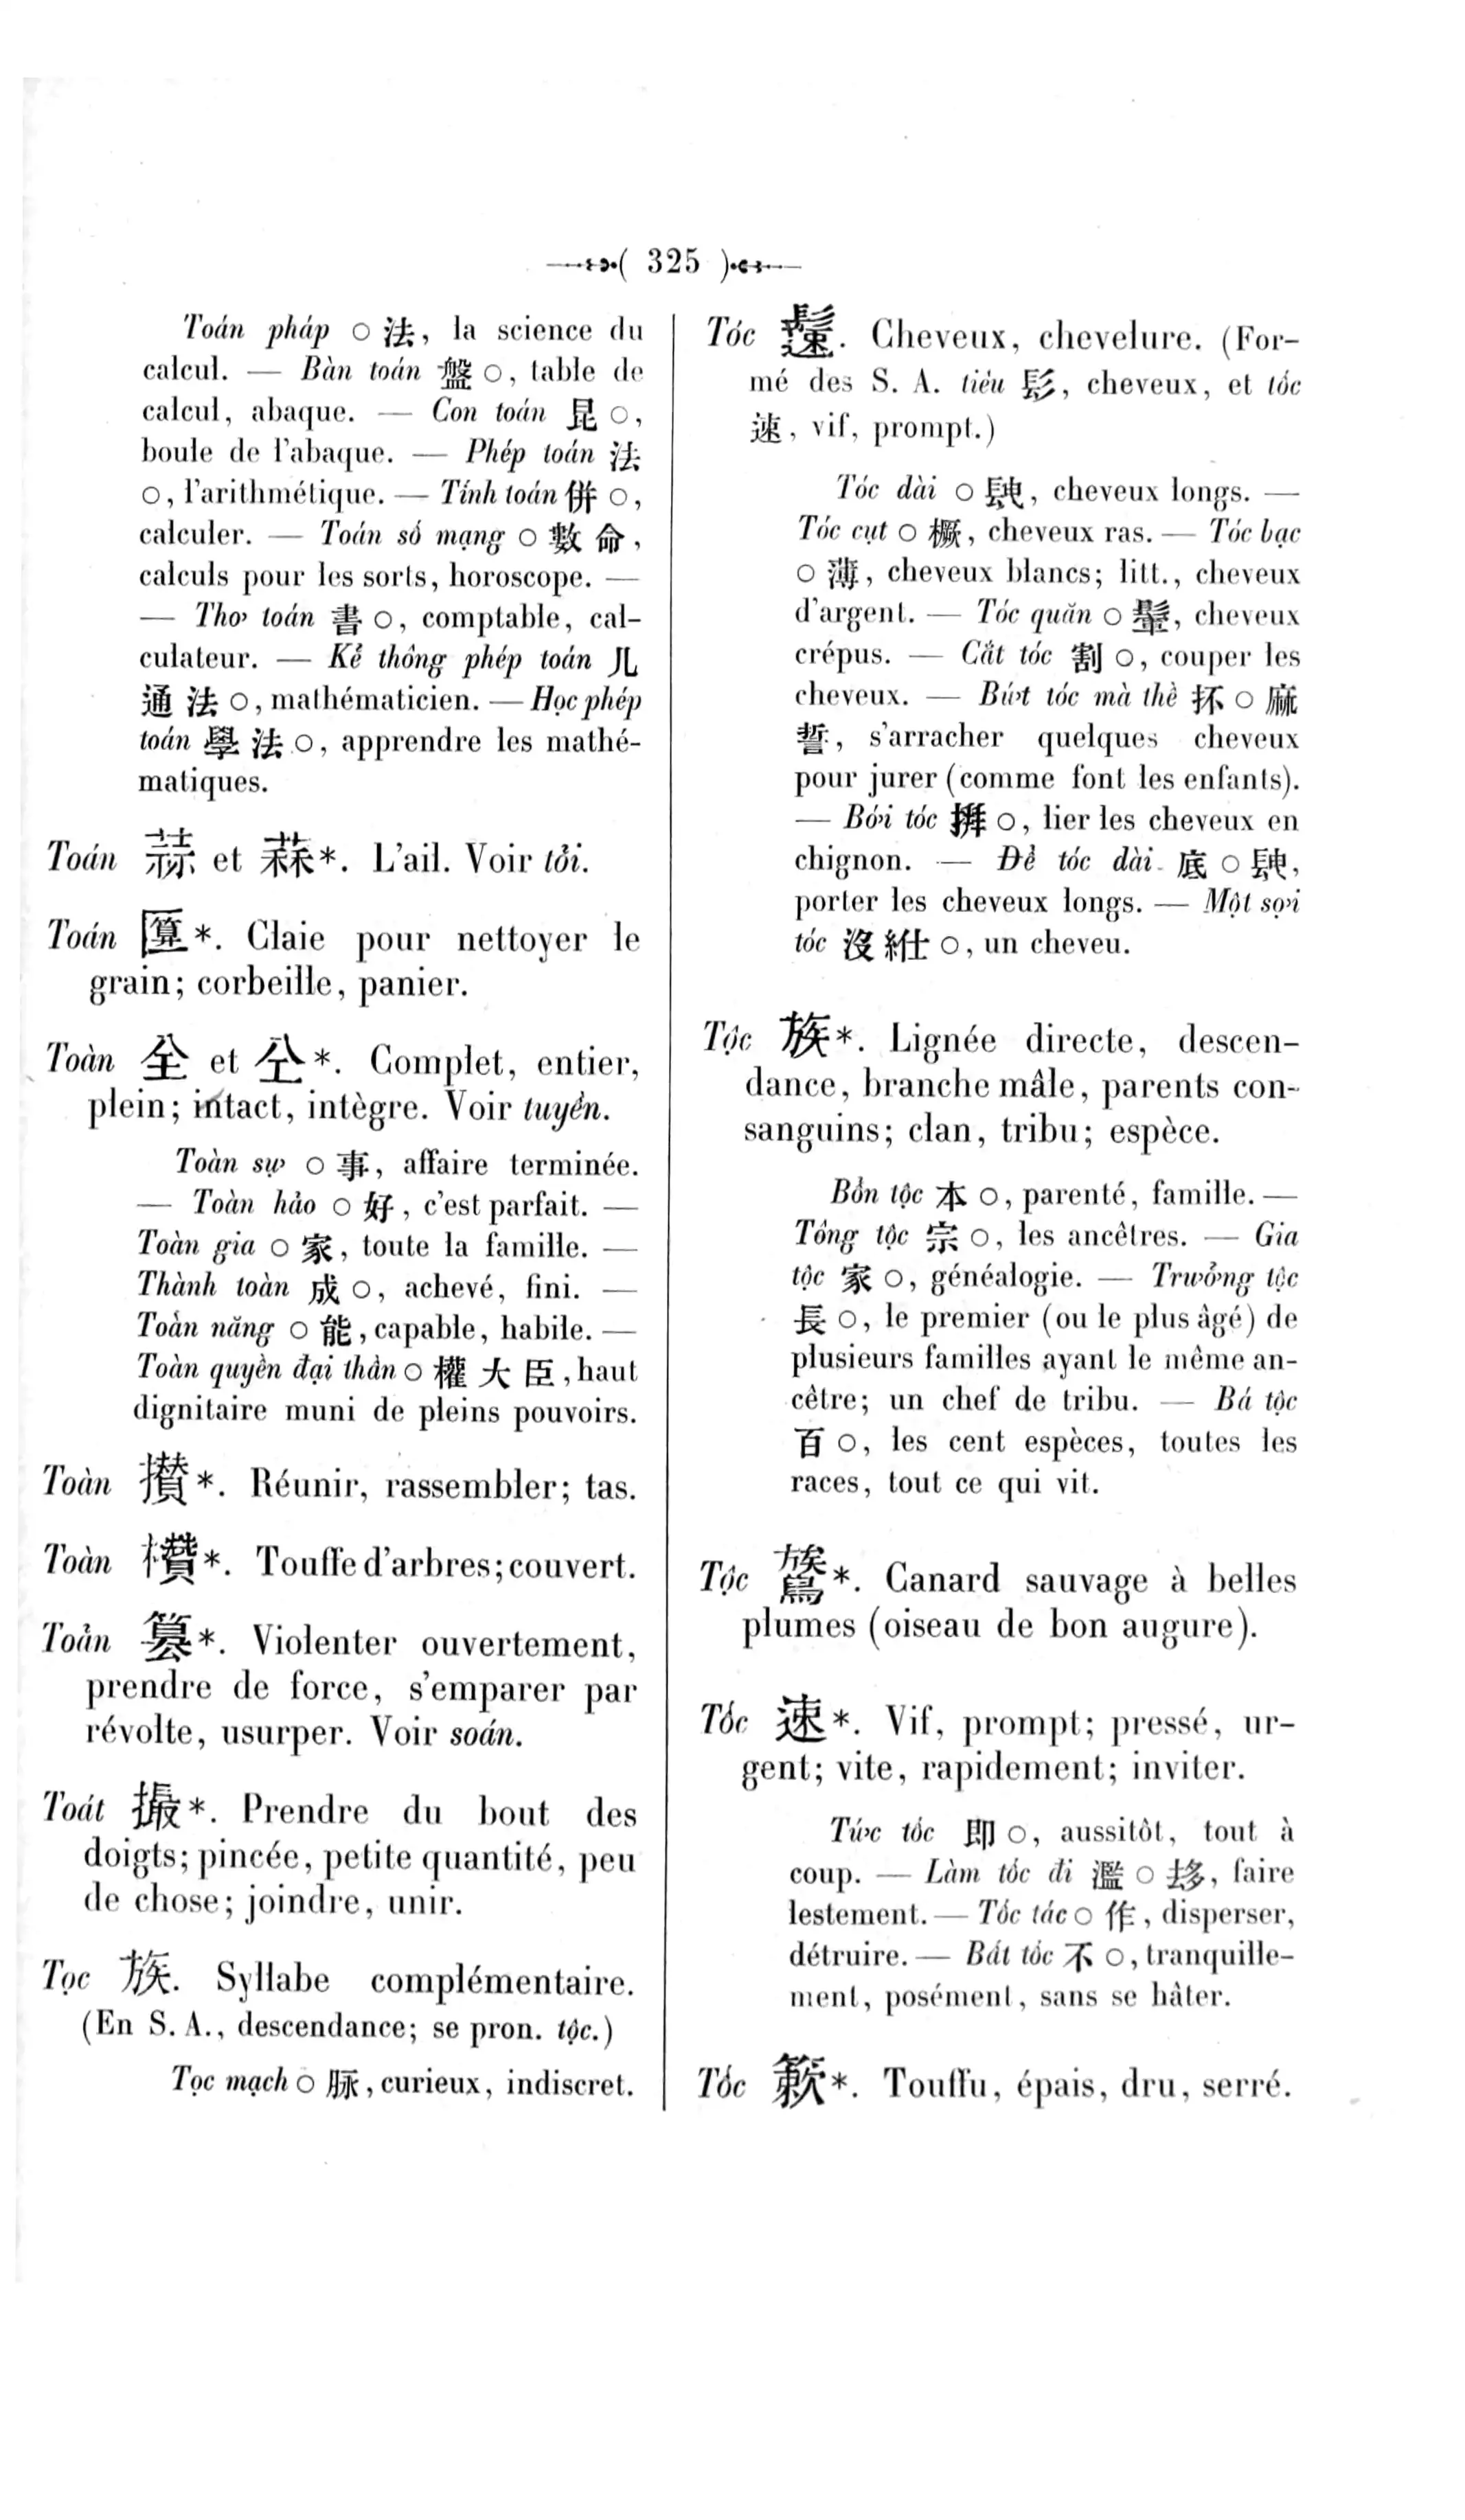 ( 325 )
Toán pháp ○ 法, la science du
calcul. — Bàn toán 盤 ○, table de
calcul, abaque. — Con toán 昆 ○,
boule de l'abaque. — Phép toán 法
○, l'arithmétique. — Tính toán 併 ○,
calculer. — Toán số mạng ○ 數 命,
calculs pour les sorts, horoscope. —
— Thơ toán 書 ○, comptable, cal-
culateur. — Kẻ thông phép toán 儿
通 法 ○, mathématicien. — Học phép
toán 學 法 ○, apprendre les mathé-
matiques.
Toán 蒜 et 菻*. L'ail. Voir tỏi.
Toán 匴*. Claie pour nettoyer le
grain; corbeille, panier.
Toàn 全 et 仝*. Complet, entier,
plein; intact, intègre. Voir tuyền.
Toàn sự ○ 事, affaire terminée.
— Toàn hảo ○ 好, c'est parfait. —
Toàn gia ○ 家, toute la famille. —
Thành toàn 成 ○, achevé, fini. —
Toàn năng ○ 能, capable, habile. —
Toàn quyền đại thần ○ 權 大 臣, haut
dignitaire muni de pleins pouvoirs.
Toàn 攢*. Réunir, rassembler; tas.
Toàn 欑*. Touffe d'arbres; couvert.
Toản 篡*. Violenter ouvertement,
prendre de force, s'emparer par
révolte, usurper. Voir soán.
Toát 撮*. Prendre du bout des
doigts; pincée, petite quantité, peu
de chose; joindre, unir.
Tọc 族. Syllabe complémentaire.
(En S. A., descendance; se pron. tộc.)
Tọc mạch ○ 脉, curieux, indiscret.
Tóc 𩯀. Cheveux, chevelure. (For-
mé des S. A. tiêu 髟, cheveux, et tốc
速, vif, prompt.)
Tóc dài ○, cheveux longs. —
Tóc cụt ○ 橛, cheveux ras. — Tóc bạc
○ 薄, cheveux blancs; litt., cheveux
d'argent. — Tóc quăn ○, cheveux
crépus. — Cắt tóc 割 ○, couper les
cheveux. — Bứt tóc mà thề 抔 ○ 麻
誓, s'arracher quelques cheveux
pour jurer (comme font les enfants).
— Bới tóc ○, lier les cheveux en
chignon. — Để tóc dài 底 ○,
porter les cheveux longs. — Một sợi
tóc 沒 ○, un cheveu.
Tộc 族*. Lignée directe, descen-
dance, branche mâle, parents con-
sanguins; clan, tribu; espèce.
Bổn tộc 本 ○, parenté, famille. —
Tông tộc 宗 ○, les ancêtres. — Gia
tộc 家 ○, généalogie. — Trưởng tộc
長 ○, le premier (ou le plus âgé) de
plusieurs familles ayant le même an-
cêtre; un chef de tribu. — Bá tộc
百 ○, les cent espèces, toutes les
races, tout ce qui vit.
Tộc 鷟*. Canard sauvage à belles
plumes (oiseau de bon augure).
Tốc 速*. Vif, prompt; pressé, ur-
gent; vite, rapidement; inviter.
Tức tốc 即 ○, aussitôt, tout à
coup. — Làm tốc đi 濫 ○ 𠫾, faire
lestement. — Tốc tác ○ 作, disperser,
détruire. — Bất tốc 不 ○, tranquille-
ment, posément, sans se hâter.
Tốc 簌*. Touffu, épais, dru, serré.